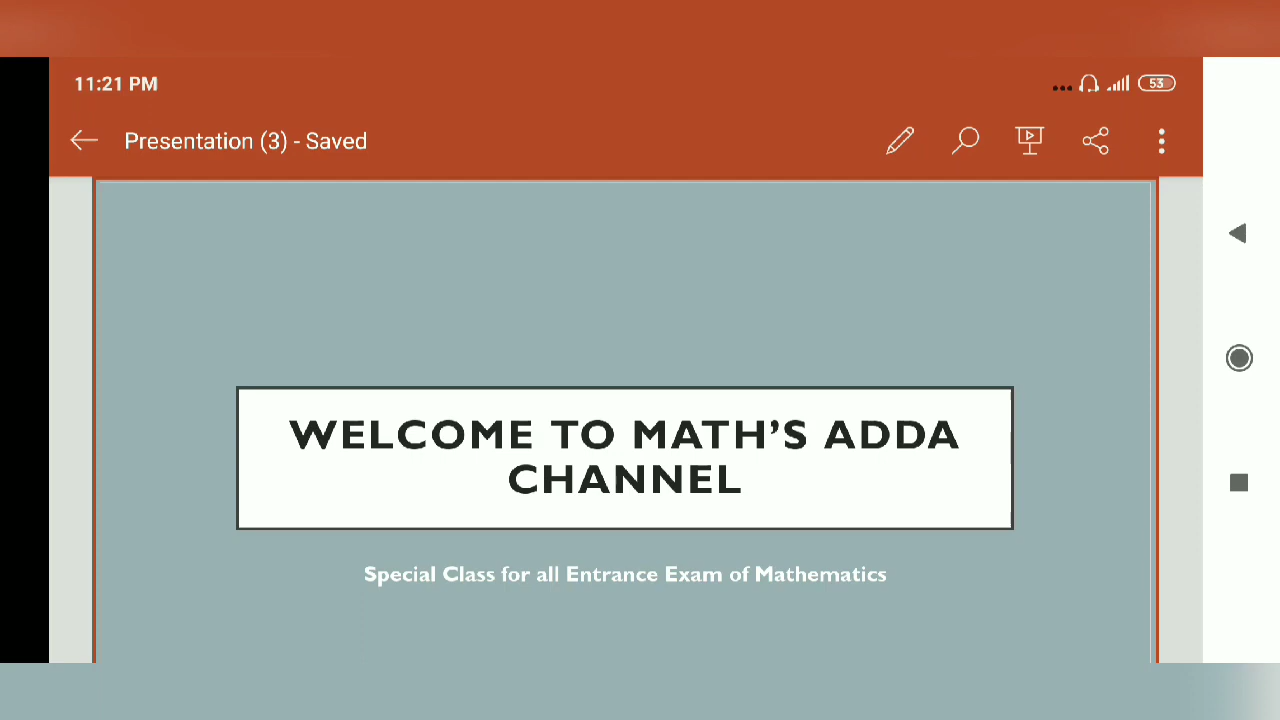 11:21 PM
53
Presentation (3) - Saved
WELCOME TO MATH’S ADDA
CHANNEL
Special Class for all Entrance Exam of Mathematics